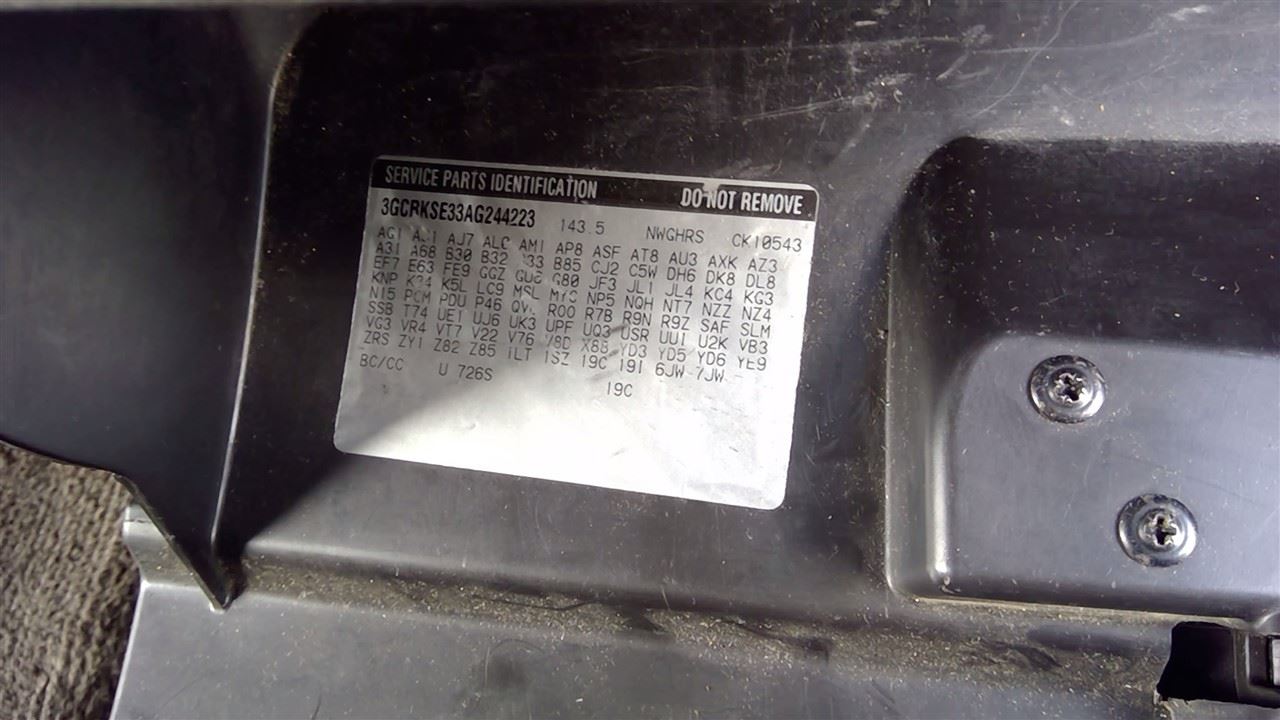 SERVICE PARTS IDENTIFICATION DO NOT REMOVE
3GCRKSE33AG244223 143.5 NWGHRS CK10543
AG1 AJ7 AM1 AP8 ASF AT8 AU3 AXK AZ3
A31 A68 B30 B32 B85 CJ2 C5W DH6 DK8 DL8
EF7 E63 FE9 GGZ G80 JF3 JL1 JL4 KC4 KG3
KNP K5L LC9 MSL NP5 NQH NT7 NZZ NZ4
N15 PCM PDU P46 R00 R7B R9N R9Z SAF SLM
SSB T74 UE1 UJ6 UK3 UPF UQ3 USR UU1 U2K VB3
VG3 VR4 VT7 V22 V76 V8D X88 YD3 YD5 YD6 YE9
ZRS ZY1 Z82 Z85 1LT 1SZ 19C 19I 6JW 7JW -
BC/CC U 726S 19C